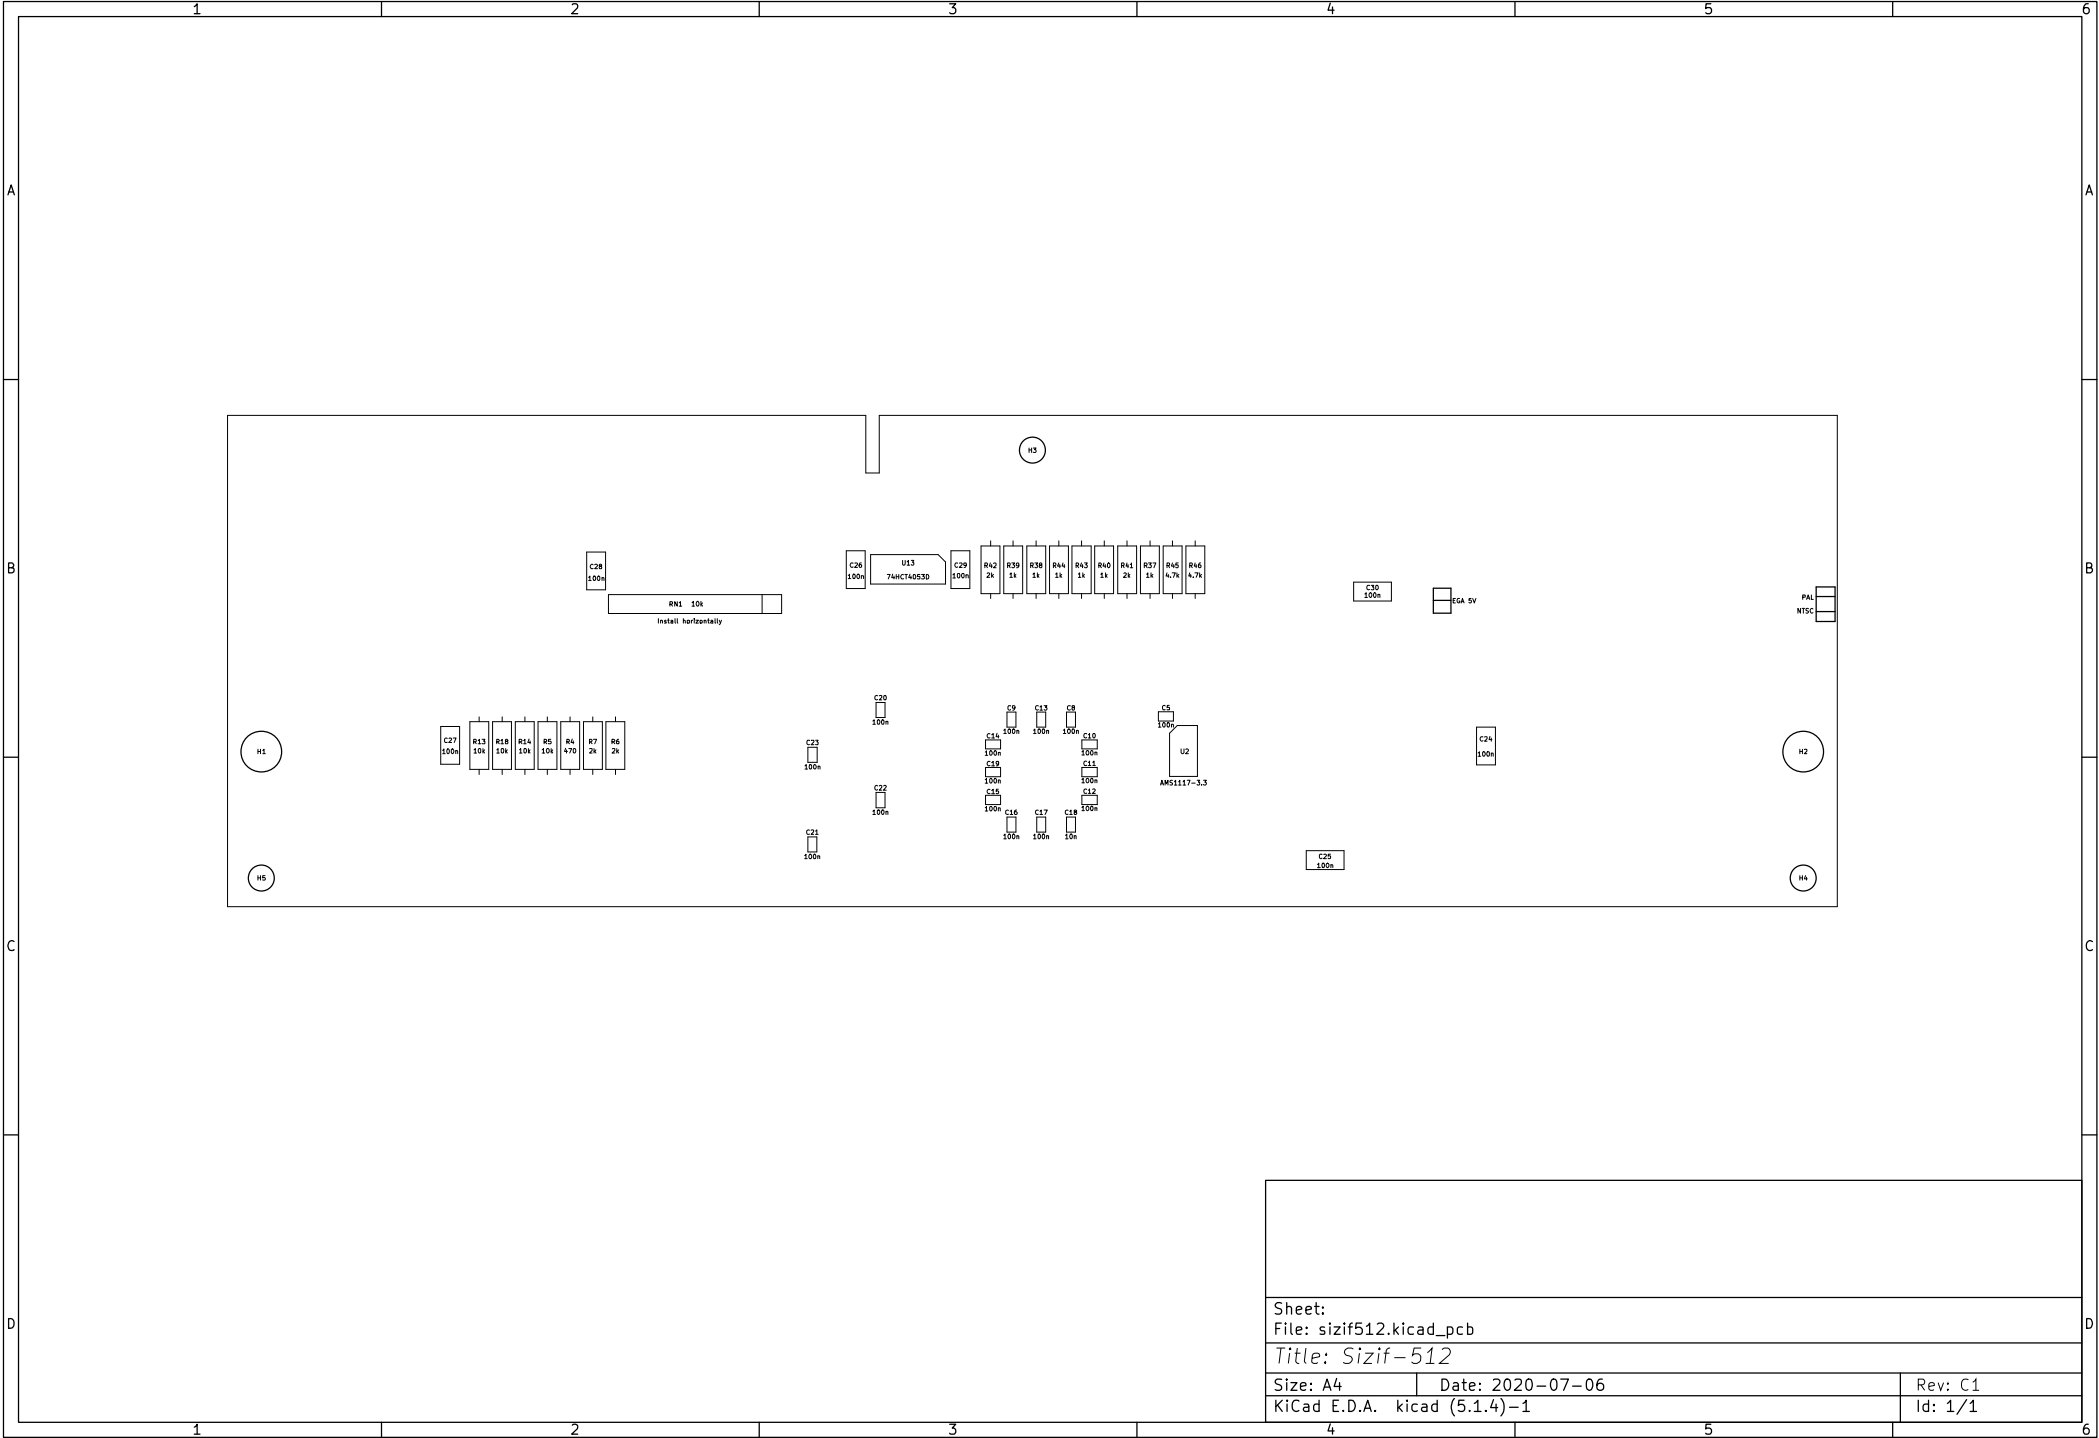 1 2 3 4 5 6
A A
H3
C28
100n
C26
100n
U13
74HCT4053D
C29
100n
R42 R39 R38 R44 R43 R40 R41 R37 R45 R46
2k 1k 1k 1k 1k 1k 2k 1k 4.7k 4.7k
B B
C30
100n
EGA 5V
PAL
NTSC
RN1 10k
Install horizontally
C20
100n
C9 C13 C8
100n 100n 100n
C5
100n
C27
100n
R13 R18 R14 R5 R4 R7 R6
10k 10k 10k 10k 470 2k 2k
C23
100n
C14 C10
100n 100n
C19 C11
100n 100n
C15 C12
100n 100n
C16 C17 C18
100n 100n 10n
U2
AMS1117-3.3
C24
100n
H1
H2
C22
100n
C21
100n
C25
100n
H5
H4
C C
Sheet:
File: sizif512.kicad_pcb
D D
Title: Sizif-512
Size: A4 Date: 2020-07-06 Rev: C1
KiCad E.D.A. kicad (5.1.4)-1 Id: 1/1
1 2 3 4 5 6